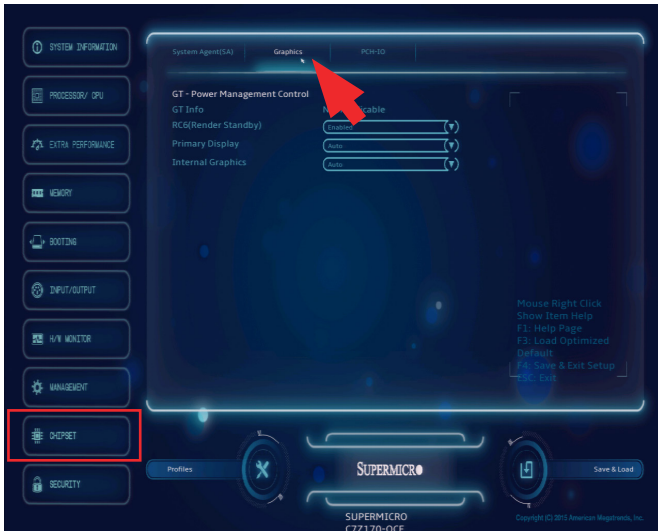 SYSTEM INFORMATION
PROCESSOR/ CPU
EXTRA PERFORMANCE
MEMORY
BOOTING
INPUT/OUTPUT
H/W MONITOR
MANAGEMENT
CHIPSET
SECURITY
System Agent(SA)
Graphics
PCH-IO
GT - Power Management Control
GT Info
RC6(Render Standby)
Enabled
Primary Display
Auto
Internal Graphics
Auto
Mouse Right Click
Show Item Help
F1: Help Page
F3: Load Optimized
Default
F4: Save & Exit Setup
ESC: Exit
Profiles
SUPERMICRO
Save & Load
SUPERMICRO
C7Z170-OCE
Copyright (C) 2015 American Megatrends, Inc.